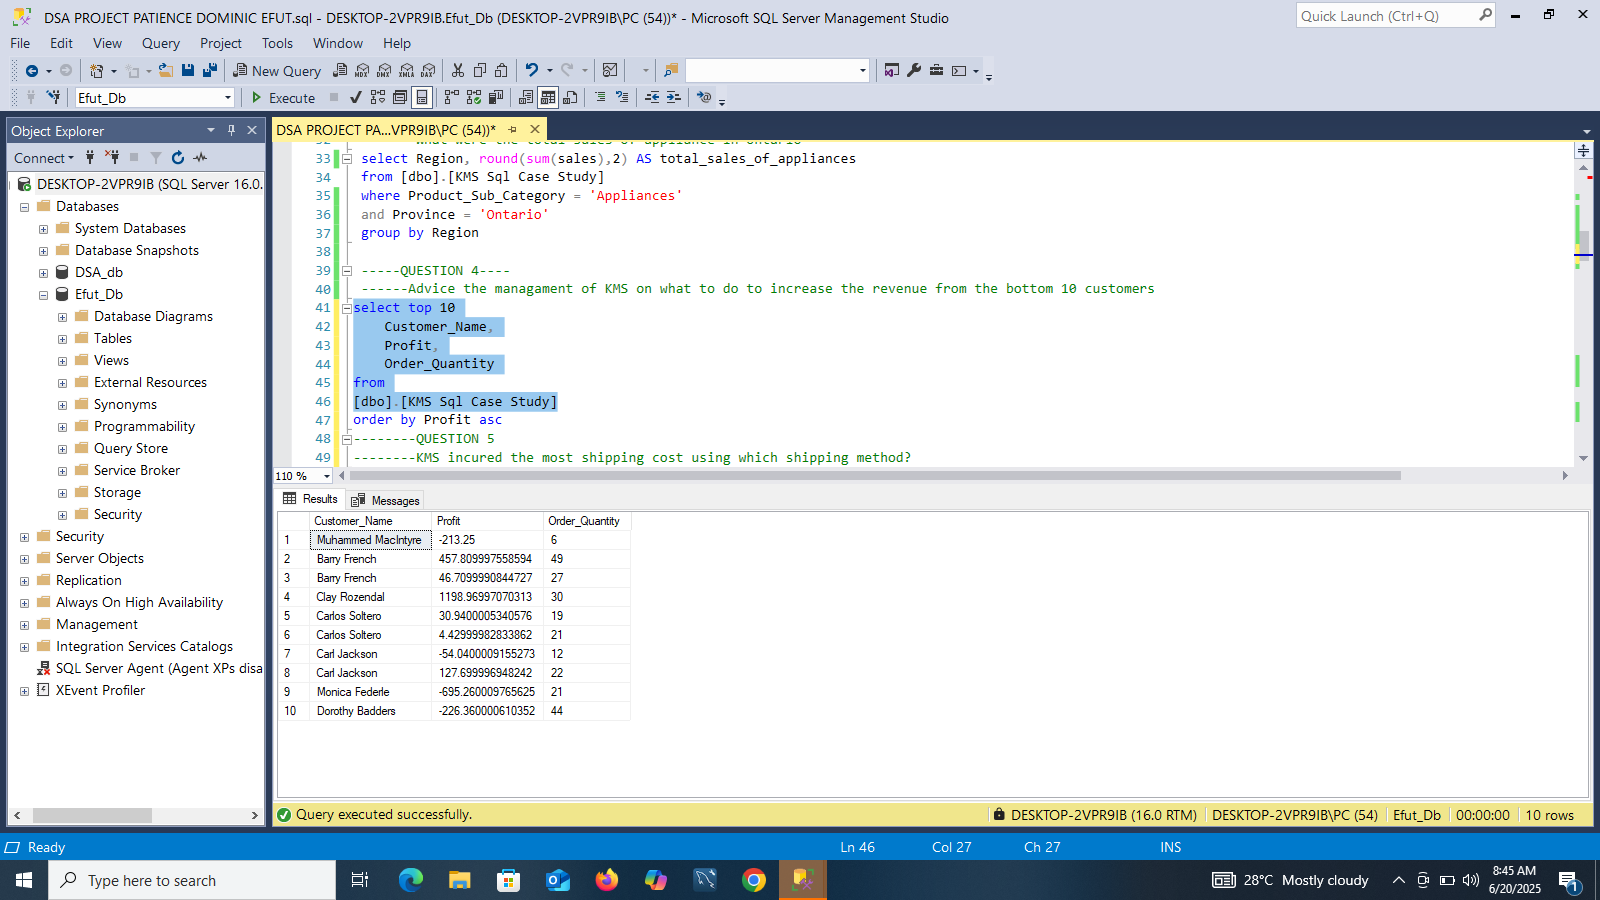 DSA PROJECT PATIENCE DOMINIC EFUT.sql - DESKTOP-2VPR9IB.Efut_Db (DESKTOP-2VPR9IB\PC (54))* - Microsoft SQL Server Management Studio
Quick Launch (Ctrl+Q)
File Edit View Query Project Tools Window Help
New Query MDX DMX XMLA DAX
Efut_Db Execute
Object Explorer
Connect
DESKTOP-2VPR9IB (SQL Server 16.0.
Databases
System Databases
Database Snapshots
DSA_db
Efut_Db
Database Diagrams
Tables
Views
External Resources
Synonyms
Programmability
Query Store
Service Broker
Storage
Security
Security
Server Objects
Replication
Always On High Availability
Management
Integration Services Catalogs
SQL Server Agent (Agent XPs disa
XEvent Profiler
DSA PROJECT PA...VPR9IB\PC (54))*
32 What were the total sales of appliance in Ontario
33 select Region, round(sum(sales),2) AS total_sales_of_appliances
34 from [dbo].[KMS Sql Case Study]
35 where Product_Sub_Category = 'Appliances'
36 and Province = 'Ontario'
37 group by Region
38
39 -----QUESTION 4----
40 ------Advice the managament of KMS on what to do to increase the revenue from the bottom 10 customers
41 select top 10
42 Customer_Name,
43 Profit,
44 Order_Quantity
45 from
46 [dbo].[KMS Sql Case Study]
47 order by Profit asc
48 --------QUESTION 5
49 --------KMS incured the most shipping cost using which shipping method?
110 %
Results Messages
Customer_Name Profit Order_Quantity
1 Muhammed MacIntyre -213.25 6
2 Barry French 457.809997558594 49
3 Barry French 46.7099990844727 27
4 Clay Rozendal 1198.96997070313 30
5 Carlos Soltero 30.9400005340576 19
6 Carlos Soltero 4.42999982833862 21
7 Carl Jackson -54.0400009155273 12
8 Carl Jackson 127.699996948242 22
9 Monica Federle -695.260009765625 21
10 Dorothy Badders -226.360000610352 44
Query executed successfully. DESKTOP-2VPR9IB (16.0 RTM) DESKTOP-2VPR9IB\PC (54) Efut_Db 00:00:00 10 rows
Ready Ln 46 Col 27 Ch 27 INS
Type here to search
28°C Mostly cloudy
8:45 AM
6/20/2025
1